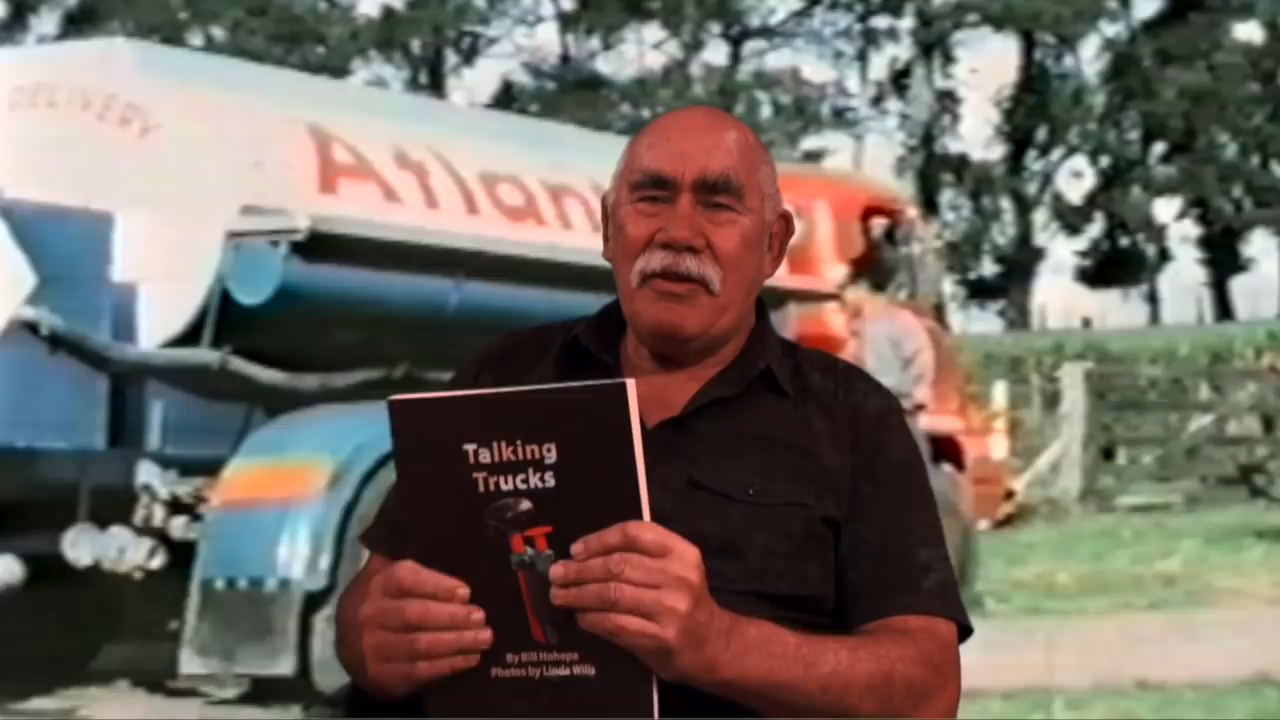 DELIVERY
Atlan
Talking
Trucks
By Bill Hohepa
Photos by Linda Wills